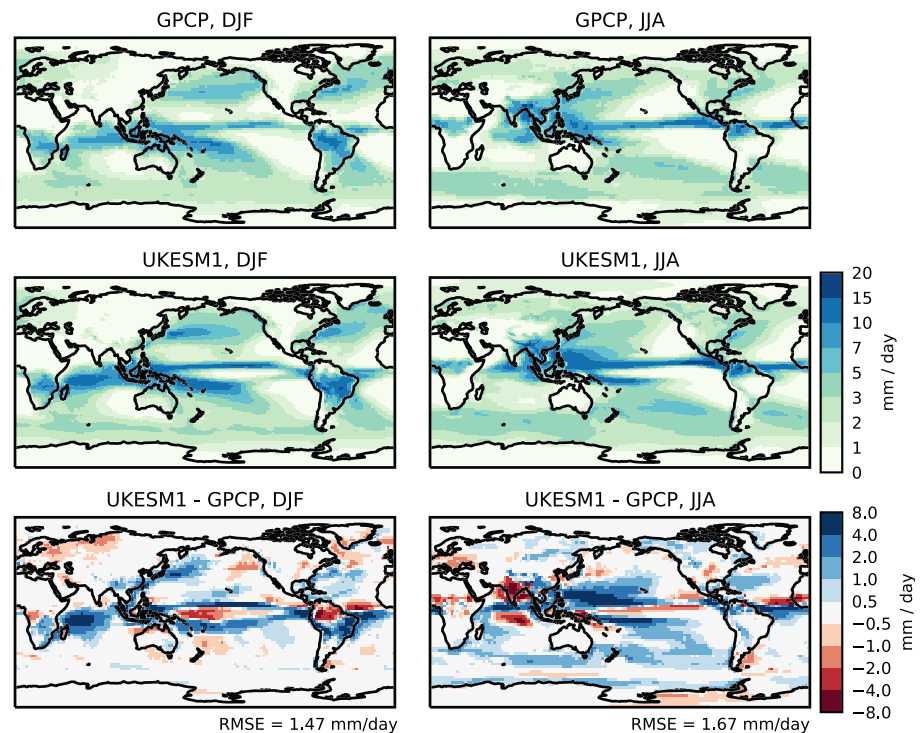 GPCP, DJF
GPCP, JJA
UKESM1, DJF
UKESM1, JJA
20
15
10
7
5
3
2
1
0
mm / day
UKESM1 - GPCP, DJF
UKESM1 - GPCP, JJA
8.0
4.0
2.0
1.0
0.5
−0.5
−1.0
−2.0
−4.0
−8.0
mm / day
RMSE = 1.47 mm/day
RMSE = 1.67 mm/day